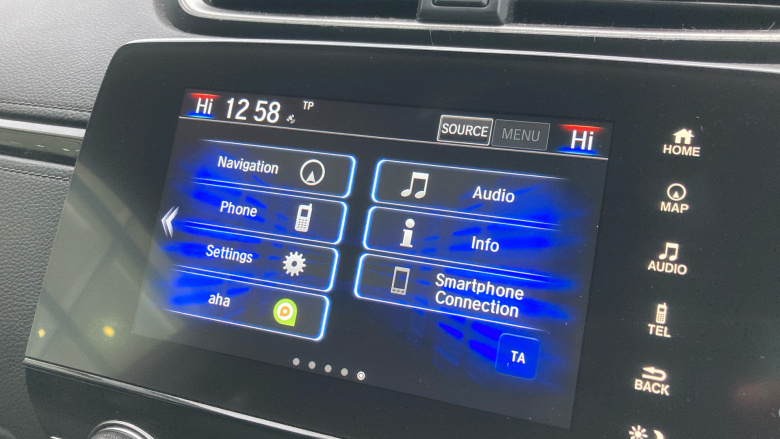 Hi 12 58 TP SOURCE MENU Hi
Navigation
Phone
Settings
aha
Audio
Info
Smartphone
Connection
TA
HOME
MAP
AUDIO
TEL
BACK